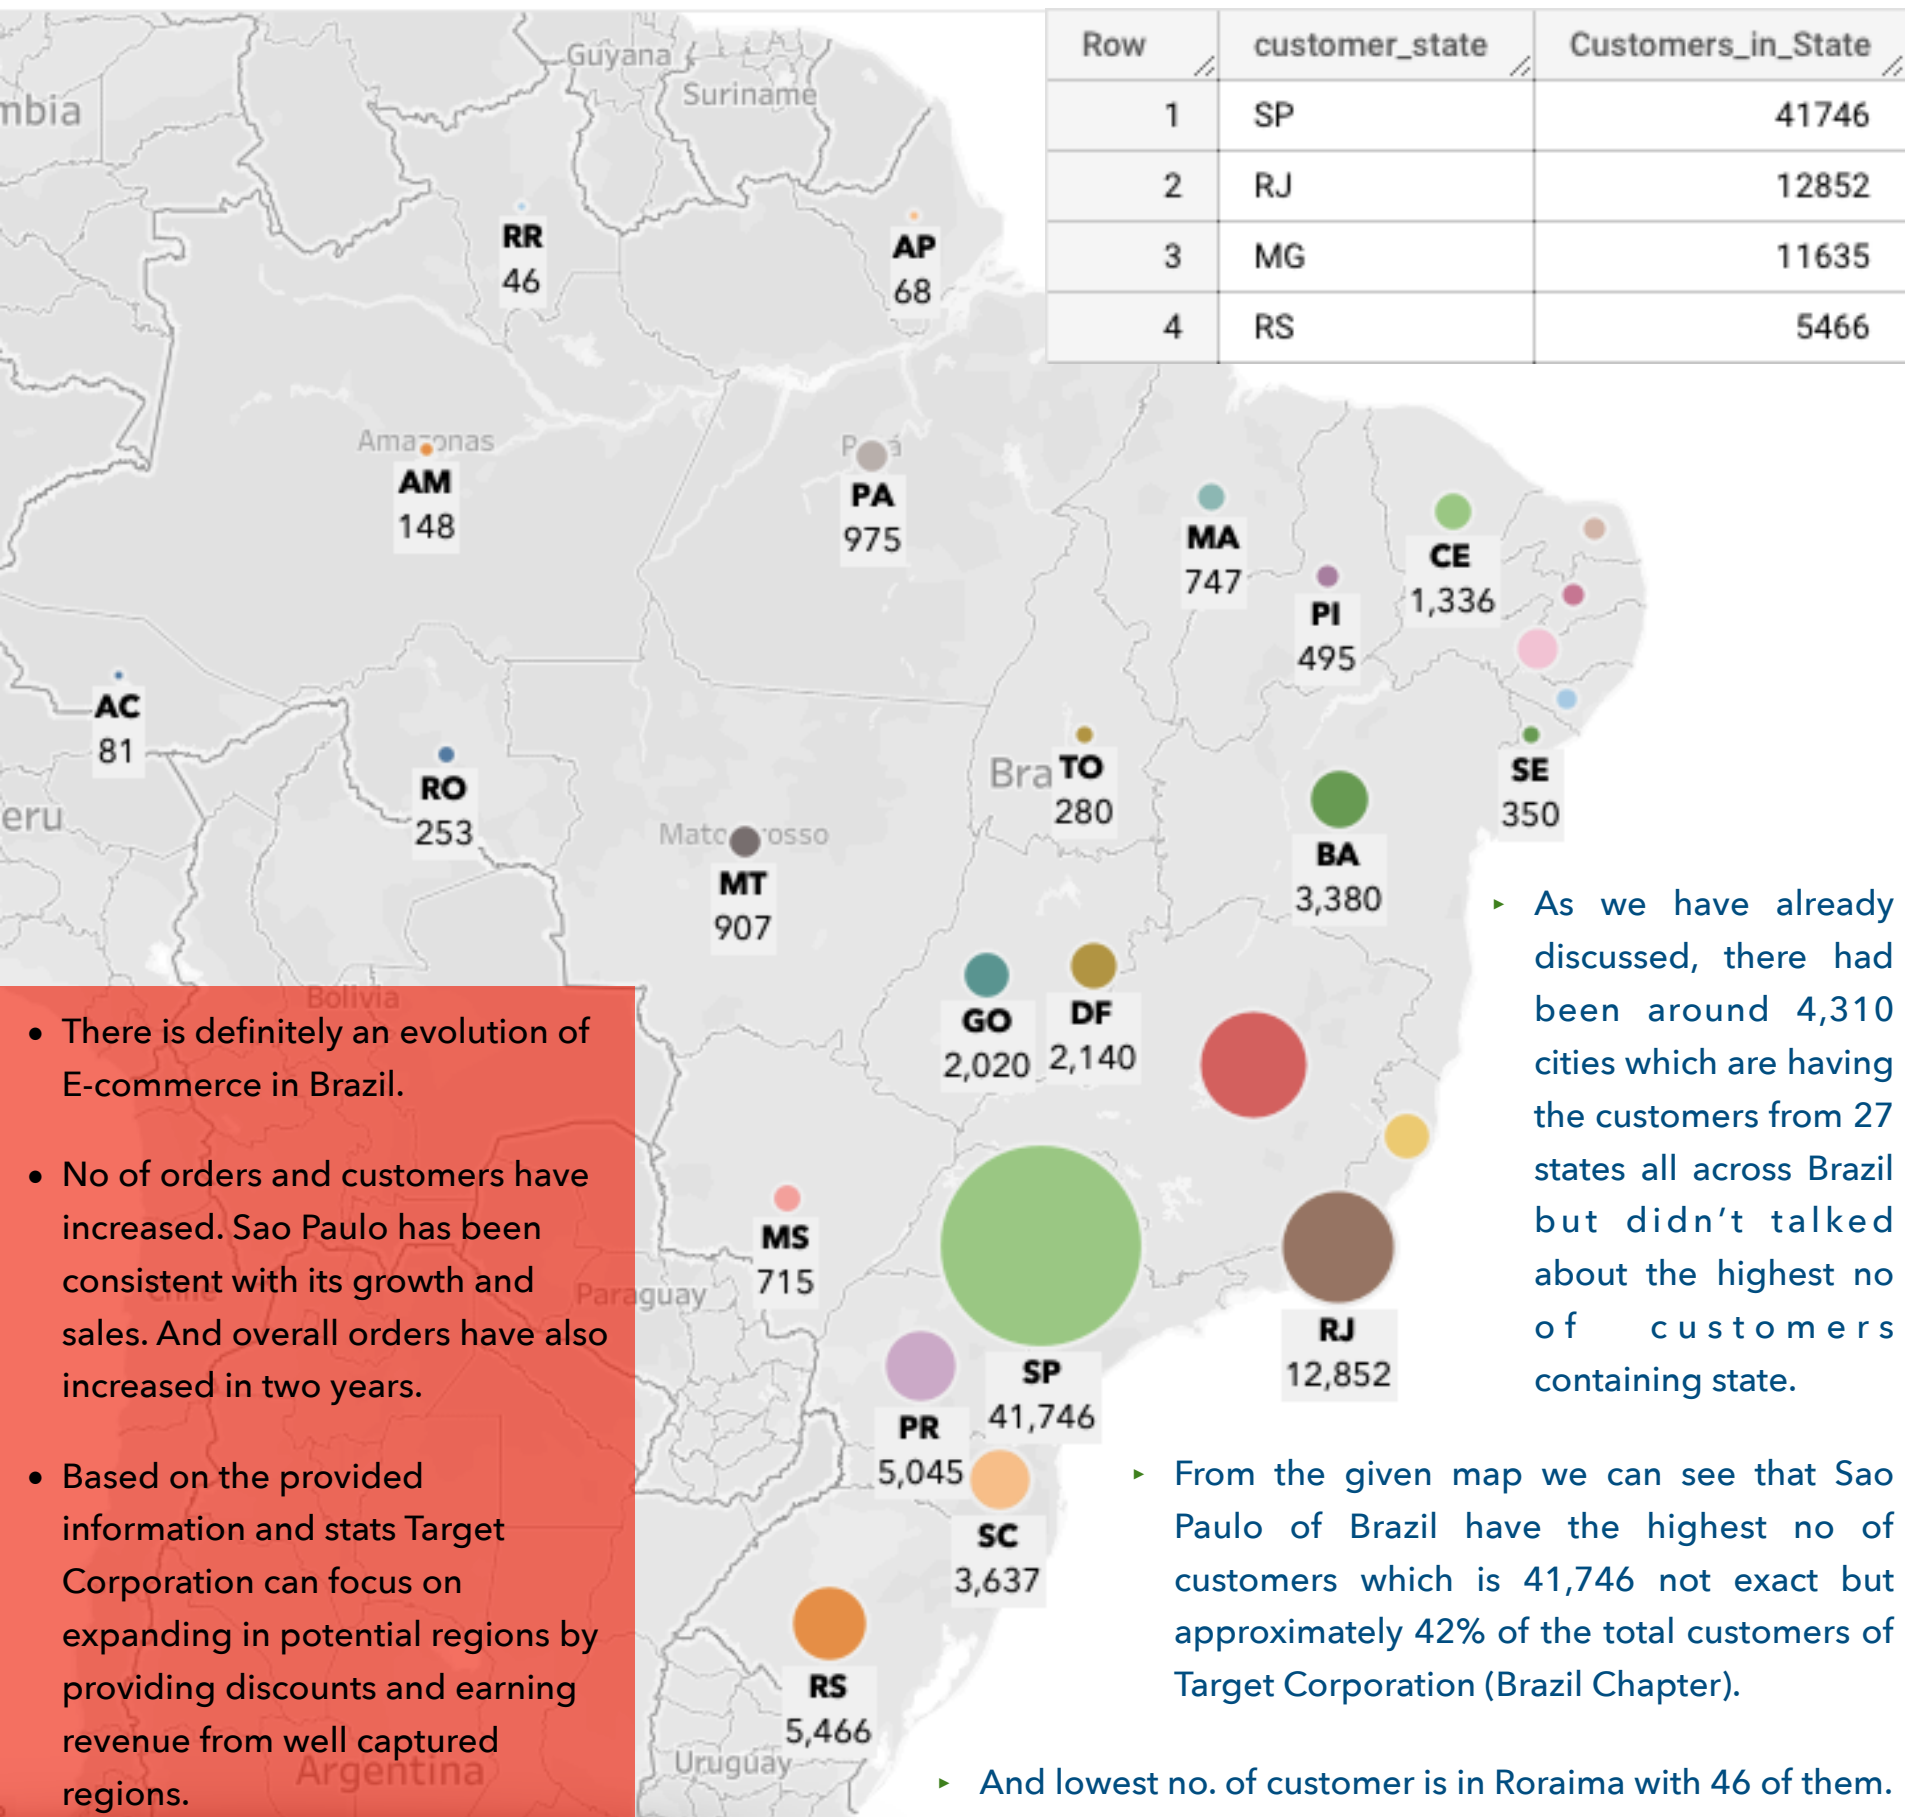 Row customer_state Customers_in_State
1 SP 41746
2 RJ 12852
3 MG 11635
4 RS 5466
Guyana
Suriname
mbia
RR
46
AP
68
Amazonas
AM
148
PA
975
MA
747
PI
495
CE
1,336
AC
81
RO
253
eru
Mato rosso
MT
907
Bra
TO
280
SE
350
BA
3,380
GO
2,020
DF
2,140
Bolivia
MS
715
Paraguay
Chile
SP
41,746
RJ
12,852
PR
5,045
SC
3,637
RS
5,466
Uruguay
Argentina
• There is definitely an evolution of
E-commerce in Brazil.
• No of orders and customers have
increased. Sao Paulo has been
consistent with its growth and
sales. And overall orders have also
increased in two years.
• Based on the provided
information and stats Target
Corporation can focus on
expanding in potential regions by
providing discounts and earning
revenue from well captured
regions.
▸ As we have already
discussed, there had
been around 4,310
cities which are having
the customers from 27
states all across Brazil
but didn't talked
about the highest no
of customers
containing state.
▸ From the given map we can see that Sao
Paulo of Brazil have the highest no of
customers which is 41,746 not exact but
approximately 42% of the total customers of
Target Corporation (Brazil Chapter).
▸ And lowest no. of customer is in Roraima with 46 of them.